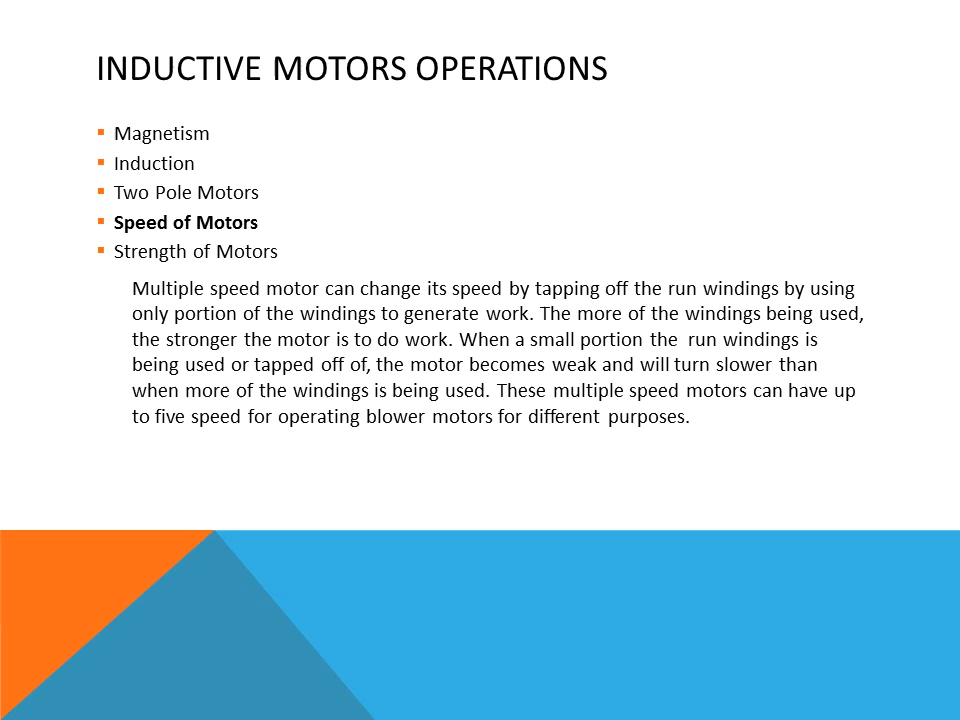 INDUCTIVE MOTORS OPERATIONS
▪ Magnetism
▪ Induction
▪ Two Pole Motors
▪ Speed of Motors
▪ Strength of Motors
Multiple speed motor can change its speed by tapping off the run windings by using
only portion of the windings to generate work. The more of the windings being used,
the stronger the motor is to do work. When a small portion the run windings is
being used or tapped off of, the motor becomes weak and will turn slower than
when more of the windings is being used. These multiple speed motors can have up
to five speed for operating blower motors for different purposes.